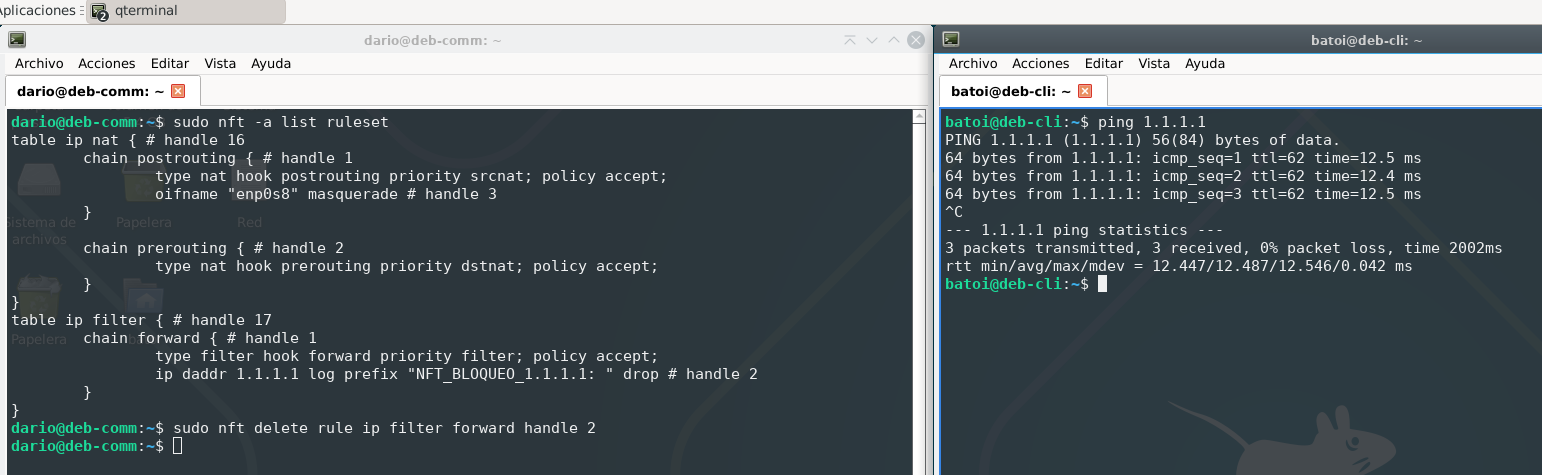 Aplicaciones
2 qterminal
dario@deb-comm: ~
Archivo Acciones Editar Vista Ayuda
dario@deb-comm: ~
dario@deb-comm:~$ sudo nft -a list ruleset
table ip nat { # handle 16
        chain postrouting { # handle 1
                type nat hook postrouting priority srcnat; policy accept;
                oifname "enp0s8" masquerade # handle 3
        }
        chain prerouting { # handle 2
                type nat hook prerouting priority dstnat; policy accept;
        }
}
table ip filter { # handle 17
        chain forward { # handle 1
                type filter hook forward priority filter; policy accept;
                ip daddr 1.1.1.1 log prefix "NFT_BLOQUEO_1.1.1.1: " drop # handle 2
        }
}
dario@deb-comm:~$ sudo nft delete rule ip filter forward handle 2
dario@deb-comm:~$
Sistema de
archivos
Papelera
Red
Papelera
batoi@deb-cli: ~
Archivo Acciones Editar Vista Ayuda
batoi@deb-cli: ~
batoi@deb-cli:~$ ping 1.1.1.1
PING 1.1.1.1 (1.1.1.1) 56(84) bytes of data.
64 bytes from 1.1.1.1: icmp_seq=1 ttl=62 time=12.5 ms
64 bytes from 1.1.1.1: icmp_seq=2 ttl=62 time=12.4 ms
64 bytes from 1.1.1.1: icmp_seq=3 ttl=62 time=12.5 ms
^C
--- 1.1.1.1 ping statistics ---
3 packets transmitted, 3 received, 0% packet loss, time 2002ms
rtt min/avg/max/mdev = 12.447/12.487/12.546/0.042 ms
batoi@deb-cli:~$